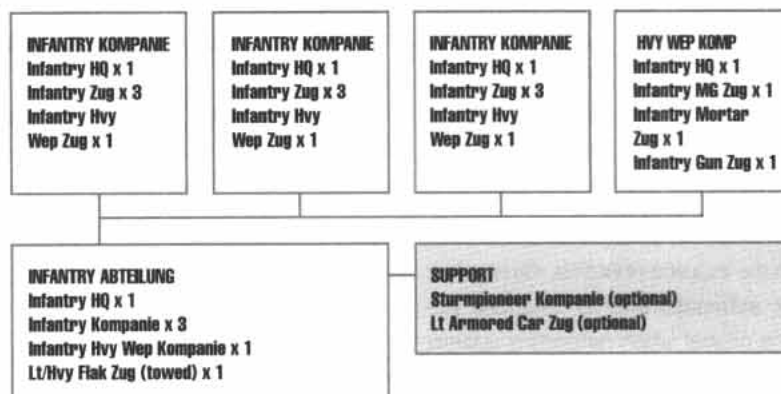 INFANTRY KOMPANIE
Infantry HQ x 1
Infantry Zug x 3
Infantry Hvy
Wep Zug x 1
INFANTRY KOMPANIE
Infantry HQ x 1
Infantry Zug x 3
Infantry Hvy
Wep Zug x 1
INFANTRY KOMPANIE
Infantry HQ x 1
Infantry Zug x 3
Infantry Hvy
Wep Zug x 1
HVY WEP KOMP
Infantry HQ x 1
Infantry MG Zug x 1
Infantry Mortar
Zug x 1
Infantry Gun Zug x 1
INFANTRY ABTEILUNG
Infantry HQ x 1
Infantry Kompanie x 3
Infantry Hvy Wep Kompanie x 1
Lt/Hvy Flak Zug (towed) x 1
SUPPORT
Sturmpioneer Kompanie (optional)
Lt Armored Car Zug (optional)